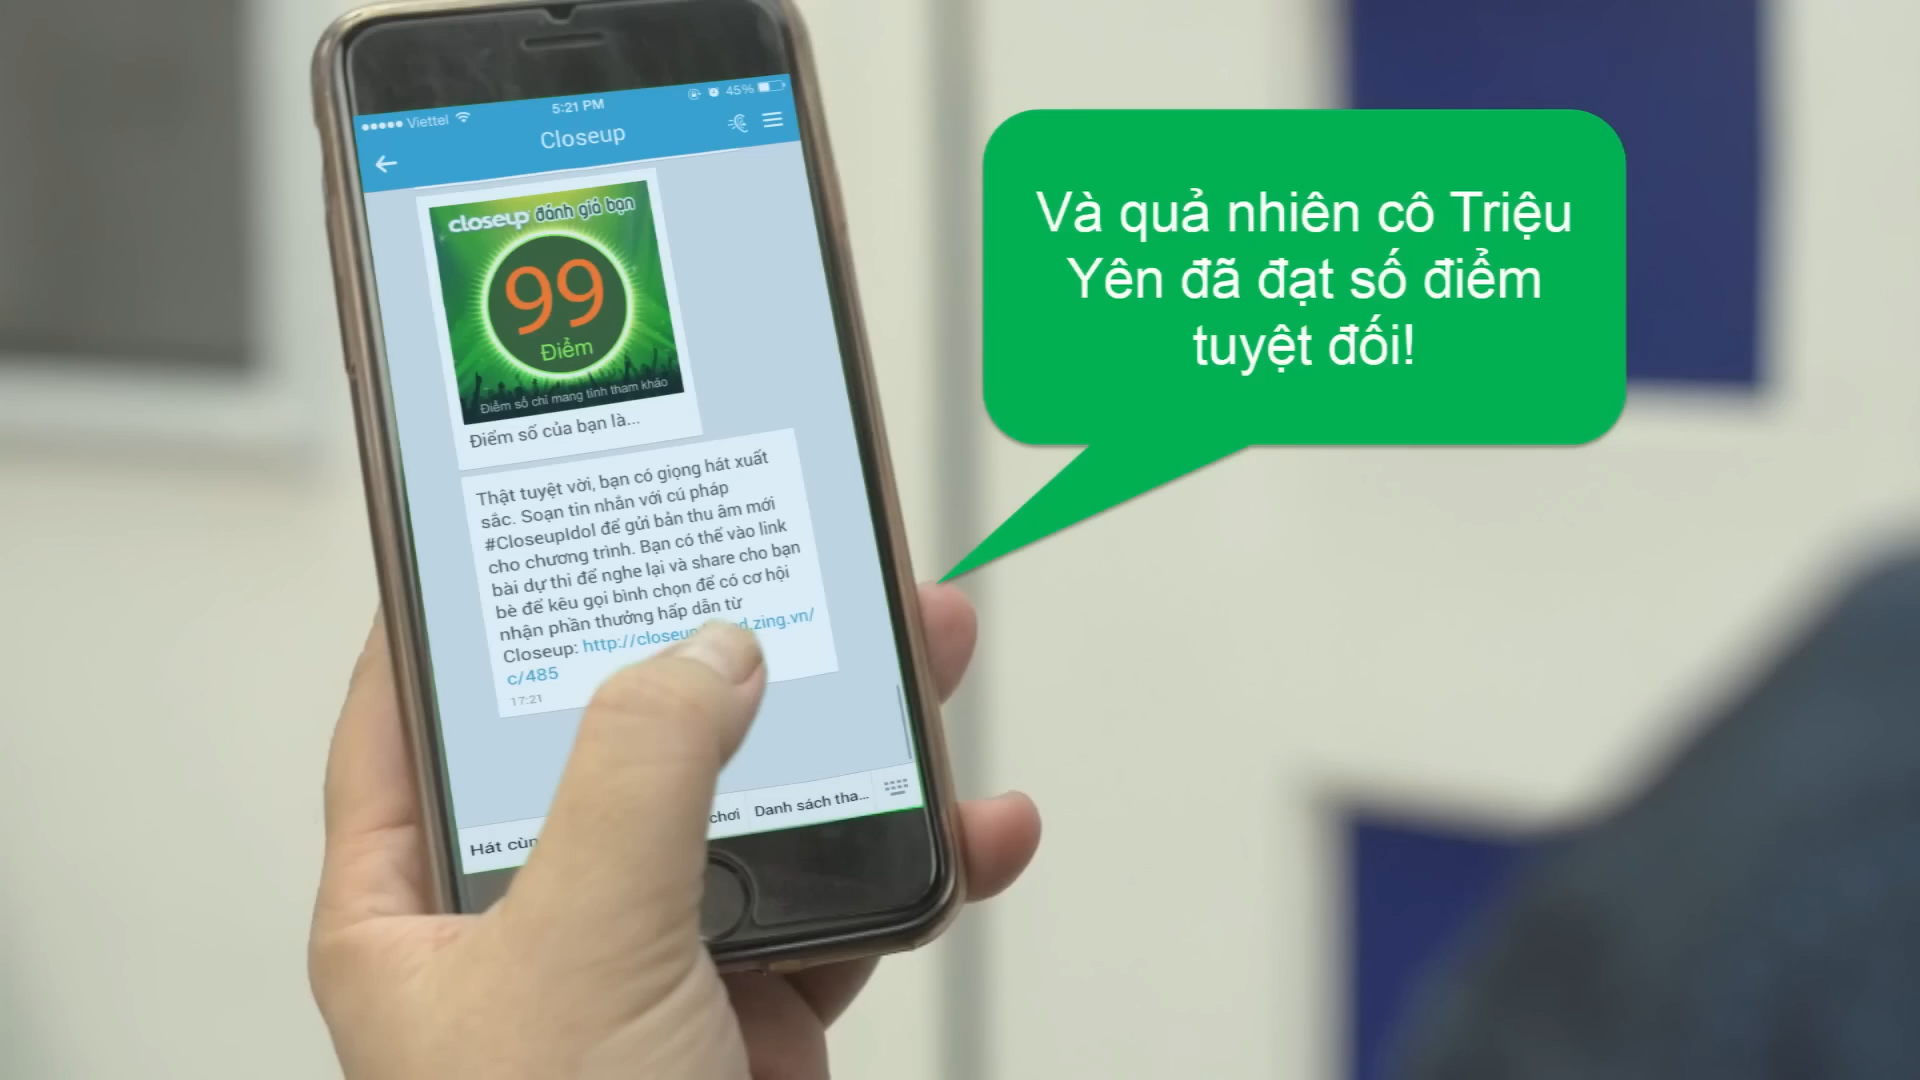 Viettel
5:21 PM
45%
Closeup
closeup đánh giá bạn
99
Điểm
Điểm số chỉ mang tính tham khảo
Điểm số của bạn là...
Thật tuyệt vời, bạn có giọng hát xuất
sắc. Soạn tin nhắn với cú pháp
#CloseupIdol để gửi bản thu âm mới
cho chương trình. Bạn có thể vào link
bài dự thi để nghe lại và share cho bạn
bè để kêu gọi bình chọn để có cơ hội
nhận phần thưởng hấp dẫn từ
Closeup: http://closeup d.zing.vn/
c/485
17:21
Hát cùn
chơi
Danh sách tha...
Và quả nhiên cô Triệu
Yên đã đạt số điểm
tuyệt đối!